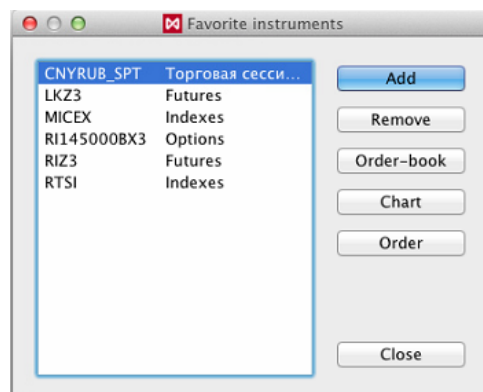 Favorite instruments
CNYRUB_SPT Торговая сесси...
LKZ3 Futures
MICEX Indexes
RI145000BX3 Options
RIZ3 Futures
RTSI Indexes
Add
Remove
Order-book
Chart
Order
Close